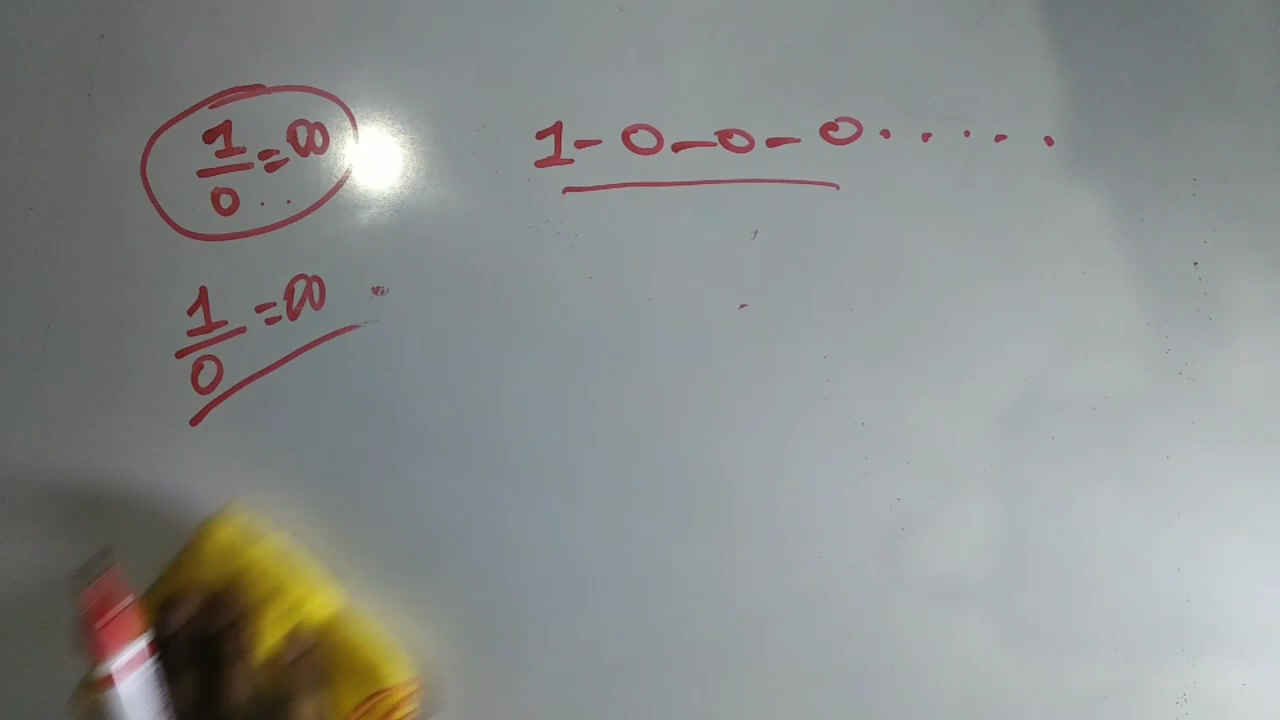 1/0.. = ∞
1 - 0 - 0 - 0 .....
1/0 = ∞